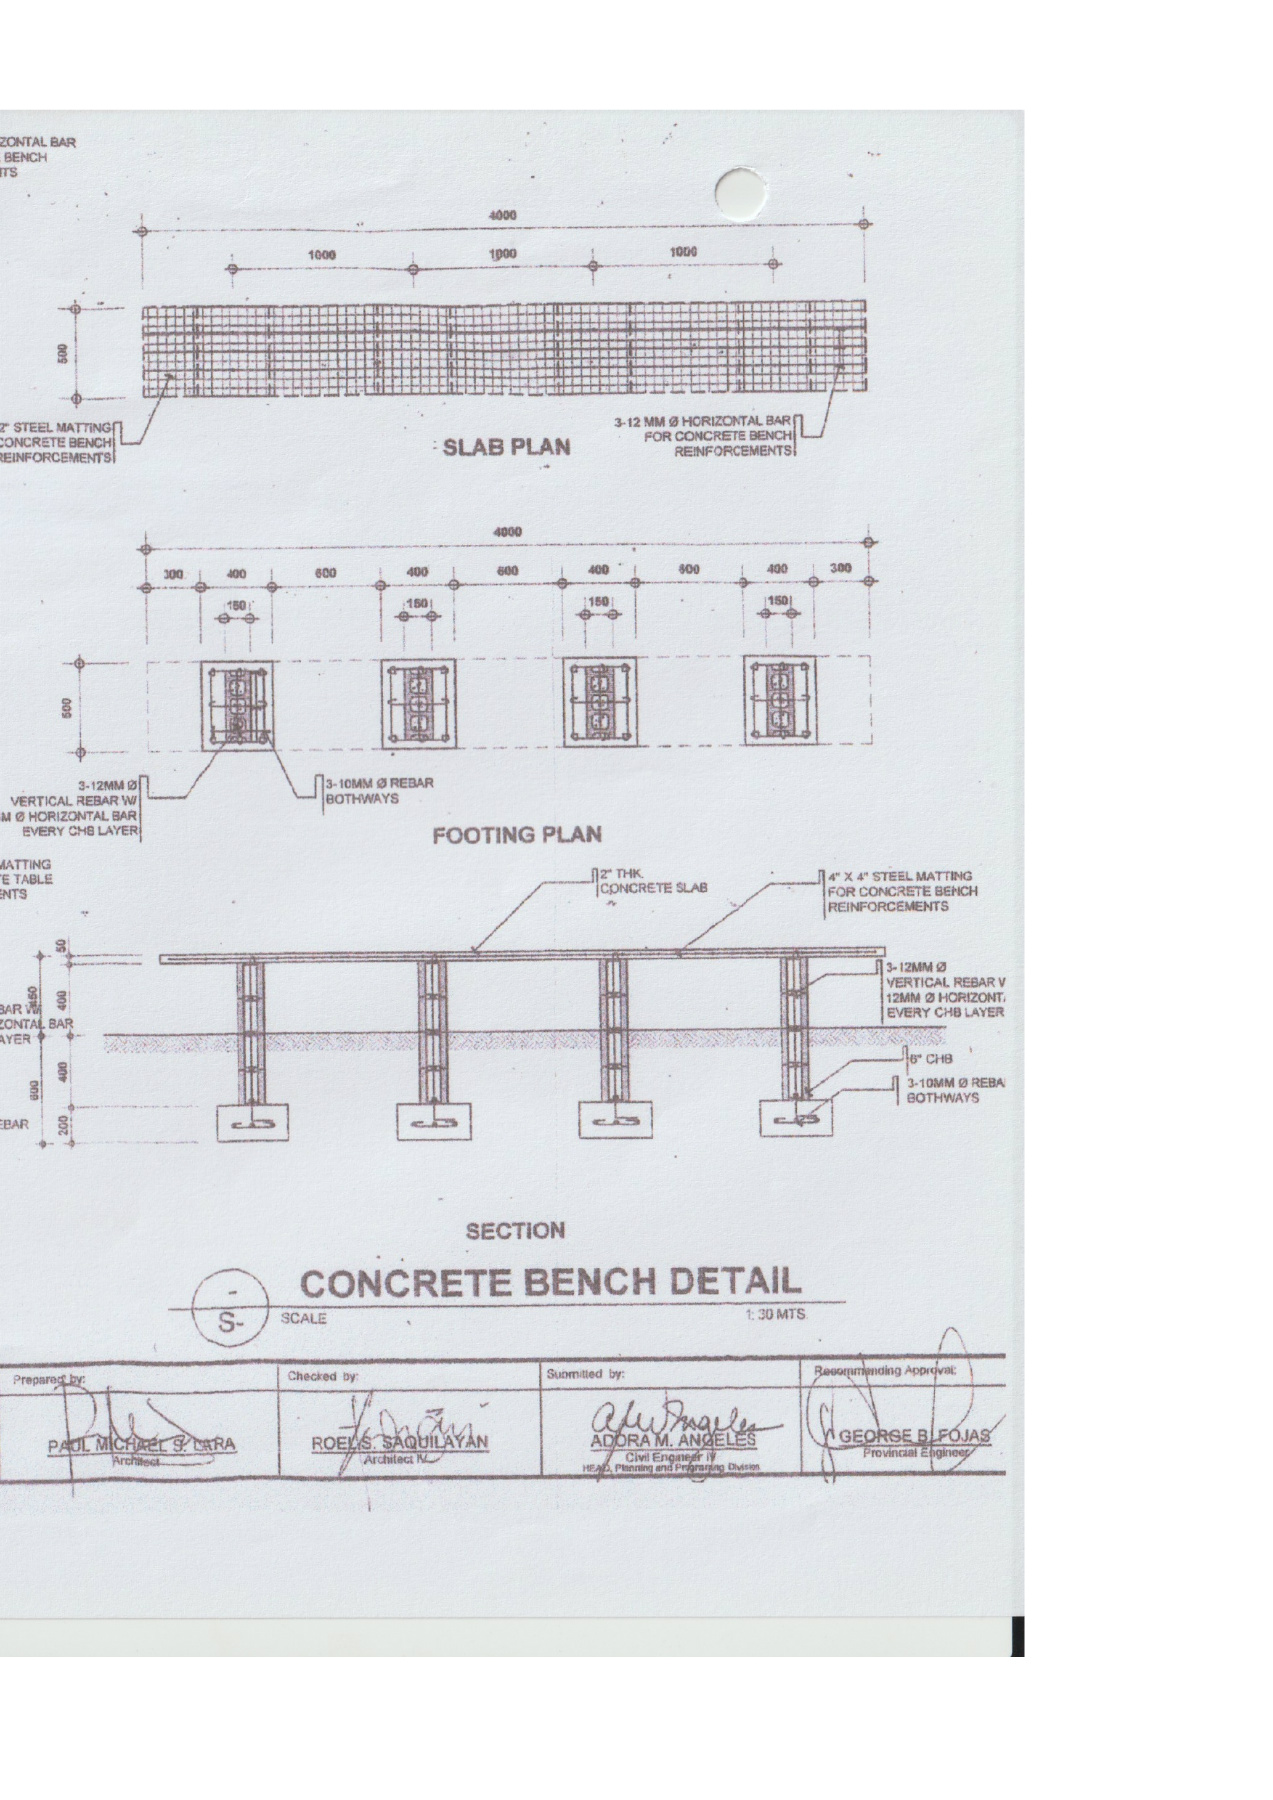 ZONTAL BAR
BENCH
TS
4000
1000
1000
1000
500
2" STEEL MATTING
CONCRETE BENCH
REINFORCEMENTS
3-12 MM Ø HORIZONTAL BAR
FOR CONCRETE BENCH
REINFORCEMENTS
SLAB PLAN
4000
300
400
600
400
600
400
600
400
300
150
150
150
150
500
3-12MM Ø
VERTICAL REBAR W/
M Ø HORIZONTAL BAR
EVERY CHB LAYER
3-10MM Ø REBAR
BOTHWAYS
FOOTING PLAN
MATTING
TE TABLE
ENTS
2" THK.
CONCRETE SLAB
4" X 4" STEEL MATTING
FOR CONCRETE BENCH
REINFORCEMENTS
50
450
400
BAR W/
ZONTAL BAR
AYER
400
600
200
EBAR
3-12MM Ø
VERTICAL REBAR W
12MM Ø HORIZONT
EVERY CHB LAYER
6" CHB
3-10MM Ø REBA
BOTHWAYS
SECTION
-
S-
CONCRETE BENCH DETAIL
SCALE
1: 30 MTS
Prepared by:
Checked by:
Submitted by:
Recommending Approval:
PAUL MICHAEL S. LARA
Architect
ROEL S. SAQUILAYAN
Architect IV
ADORA M. ANGELES
Civil Engineer IV
HEAD, Planning and Programing Division
GEORGE B. FOJAS
Provincial Engineer